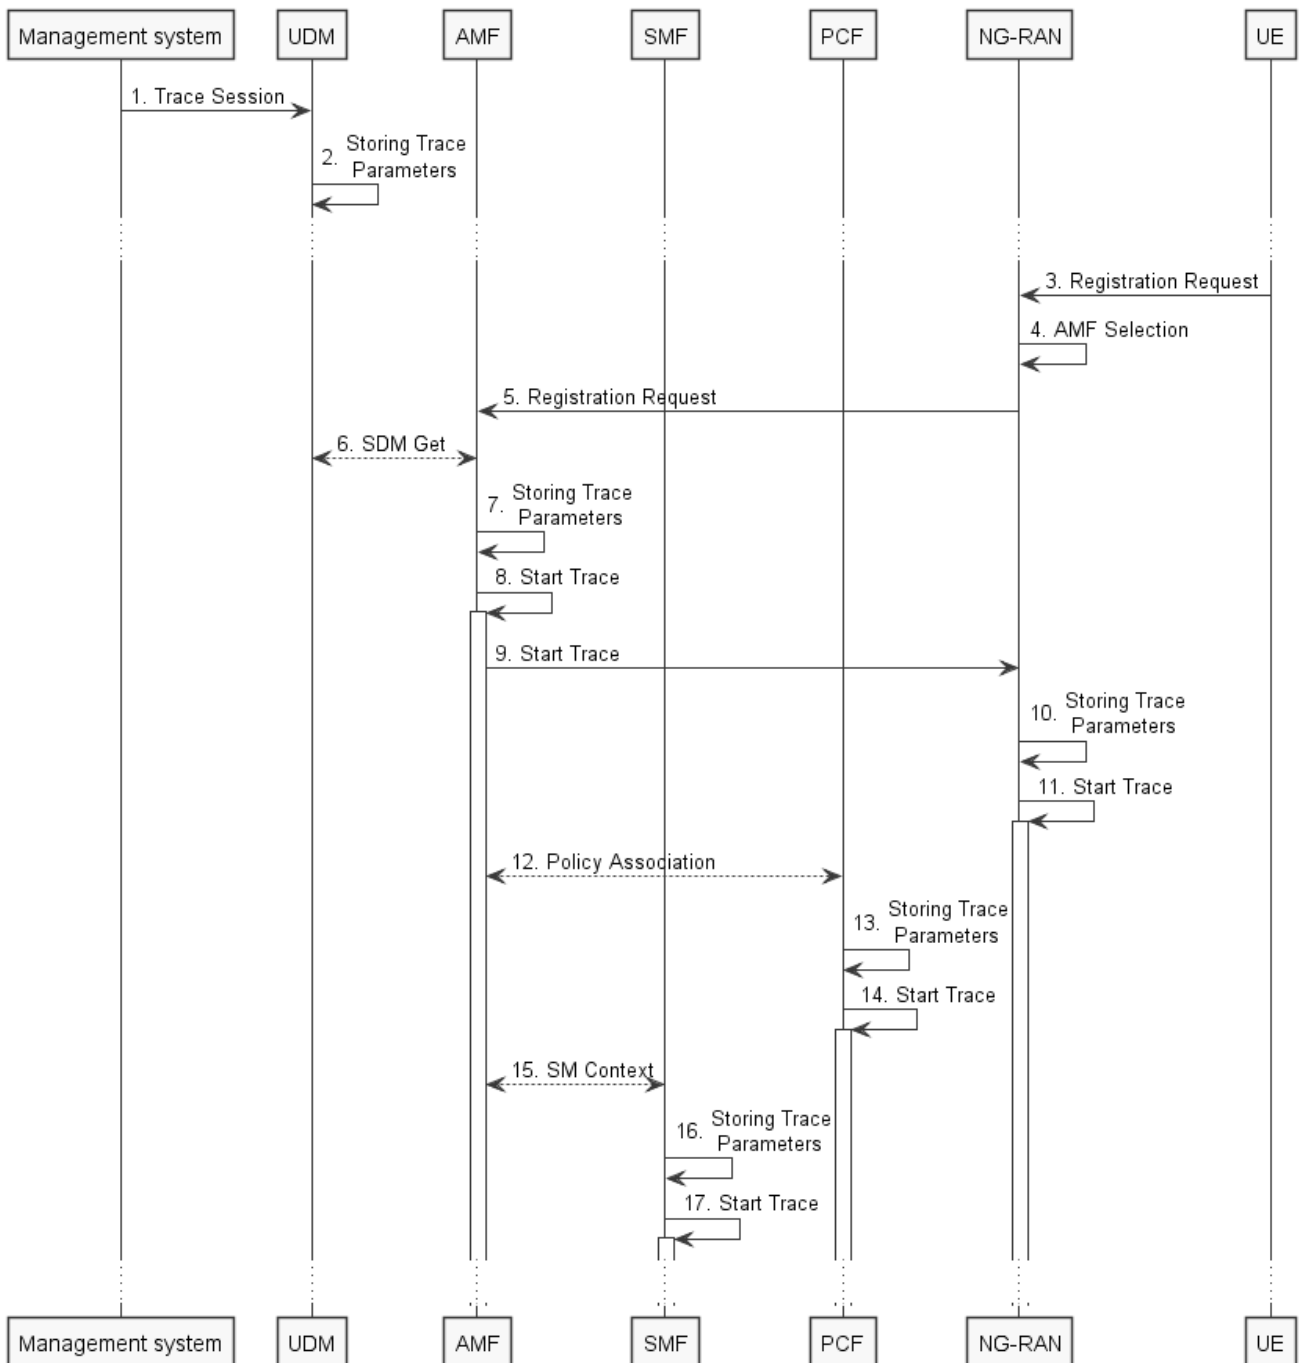 Management system
UDM
AMF
SMF
PCF
NG-RAN
UE
1. Trace Session
2. Storing Trace
Parameters
3. Registration Request
4. AMF Selection
5. Registration Request
6. SDM Get
7. Storing Trace
Parameters
8. Start Trace
9. Start Trace
10. Storing Trace
Parameters
11. Start Trace
12. Policy Association
13. Storing Trace
Parameters
14. Start Trace
15. SM Context
16. Storing Trace
Parameters
17. Start Trace
Management system
UDM
AMF
SMF
PCF
NG-RAN
UE